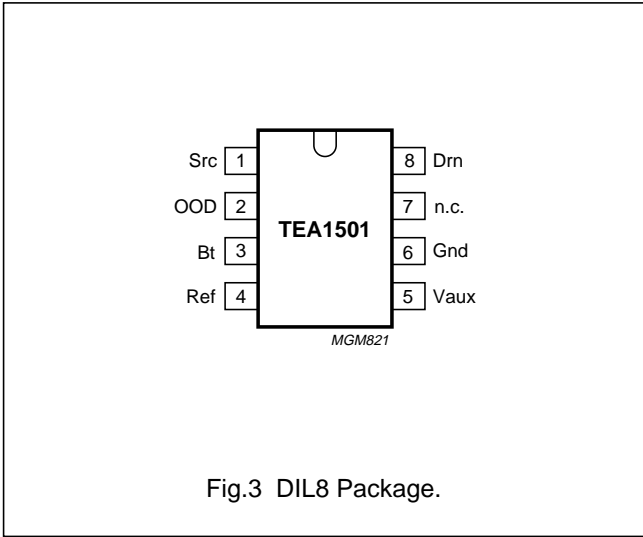 Src 1 8 Drn
OOD 2 7 n.c.
TEA1501
Bt 3 6 Gnd
Ref 4 5 Vaux
MGM821
Fig.3 DIL8 Package.